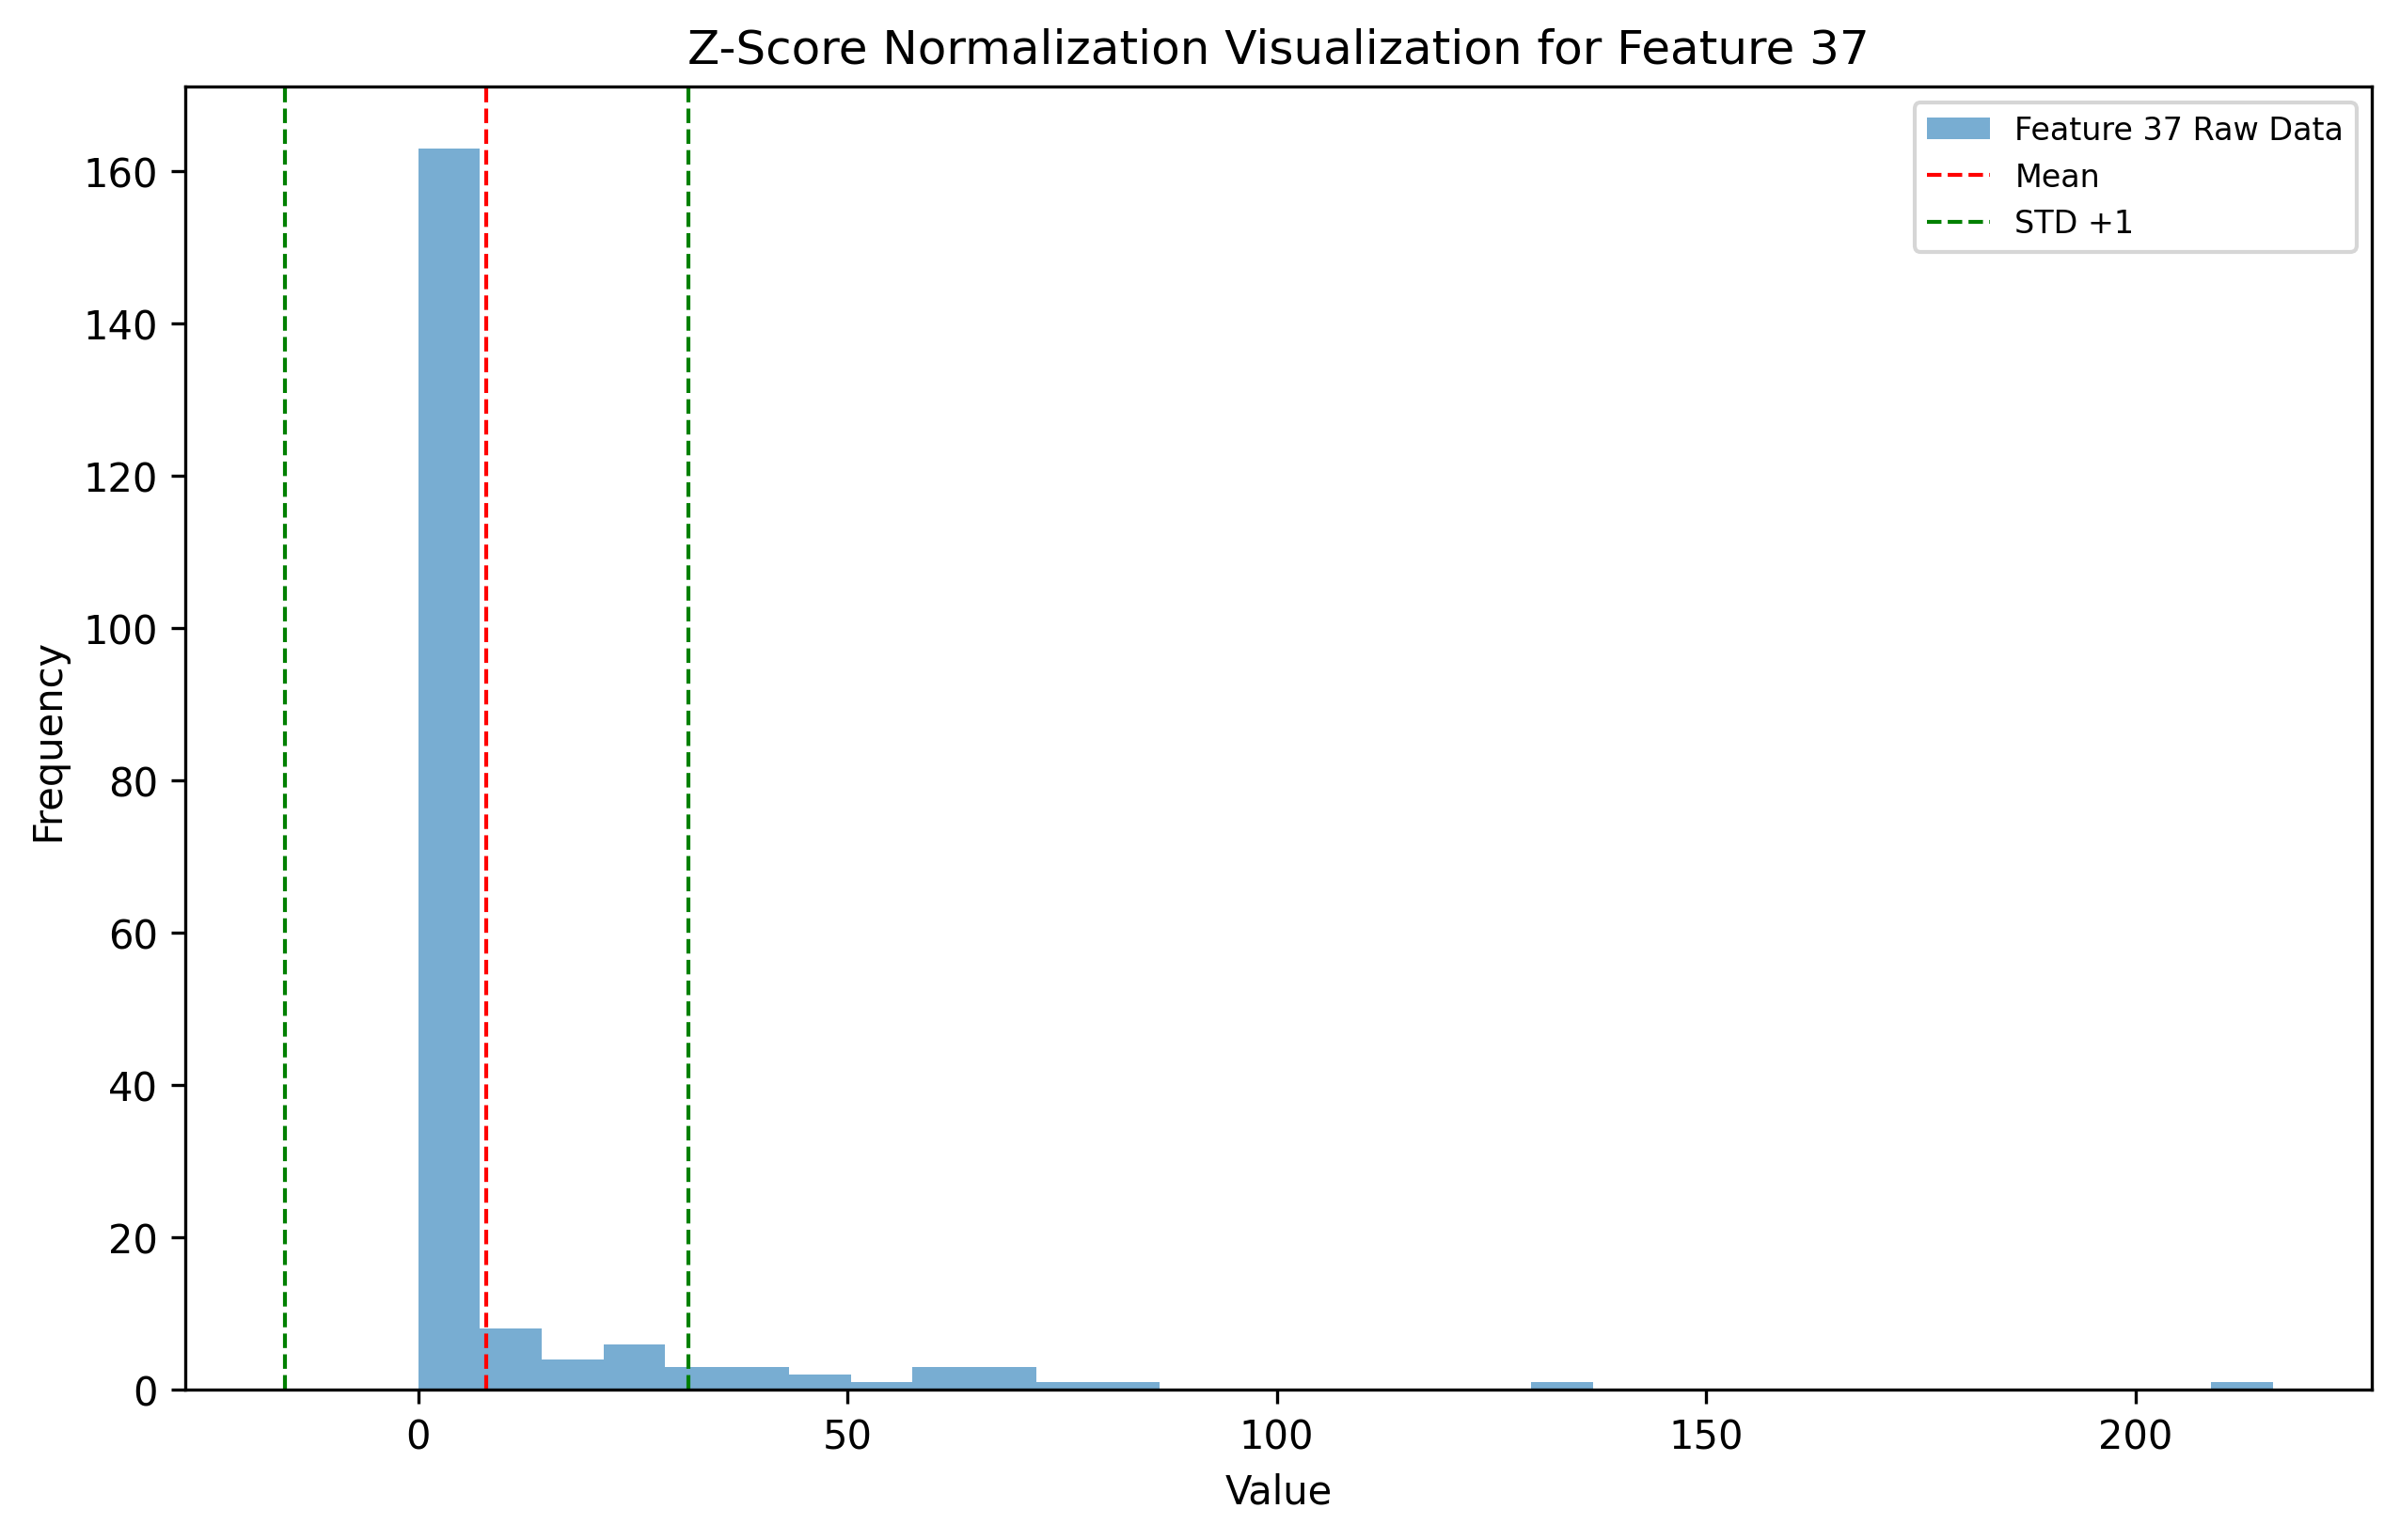 Z-Score Normalization Visualization for Feature 37
Feature 37 Raw Data
Mean
STD +1
160
140
120
100
80
60
40
20
0
Frequency
0 50 100 150 200
Value